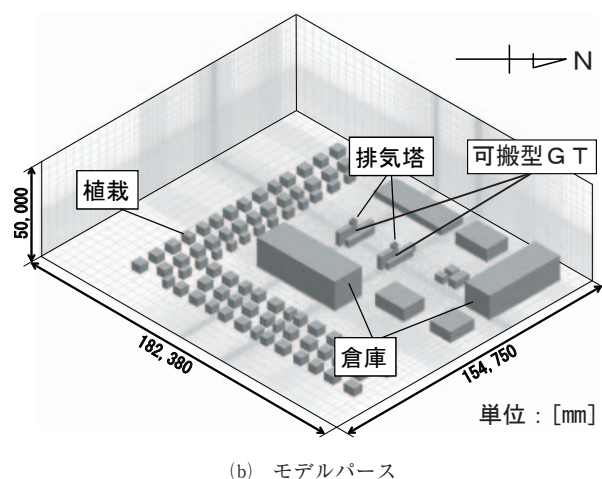 N
排気塔
可搬型ＧＴ
植栽
50,000
倉庫
182,380
154,750
単位：[mm]
(b) モデルパース